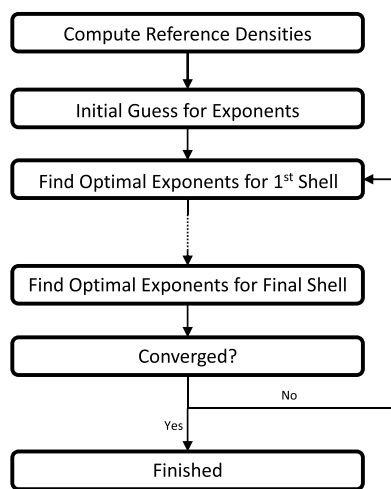 Compute Reference Densities
Initial Guess for Exponents
Find Optimal Exponents for 1st Shell
Find Optimal Exponents for Final Shell
Converged?
No
Yes
Finished